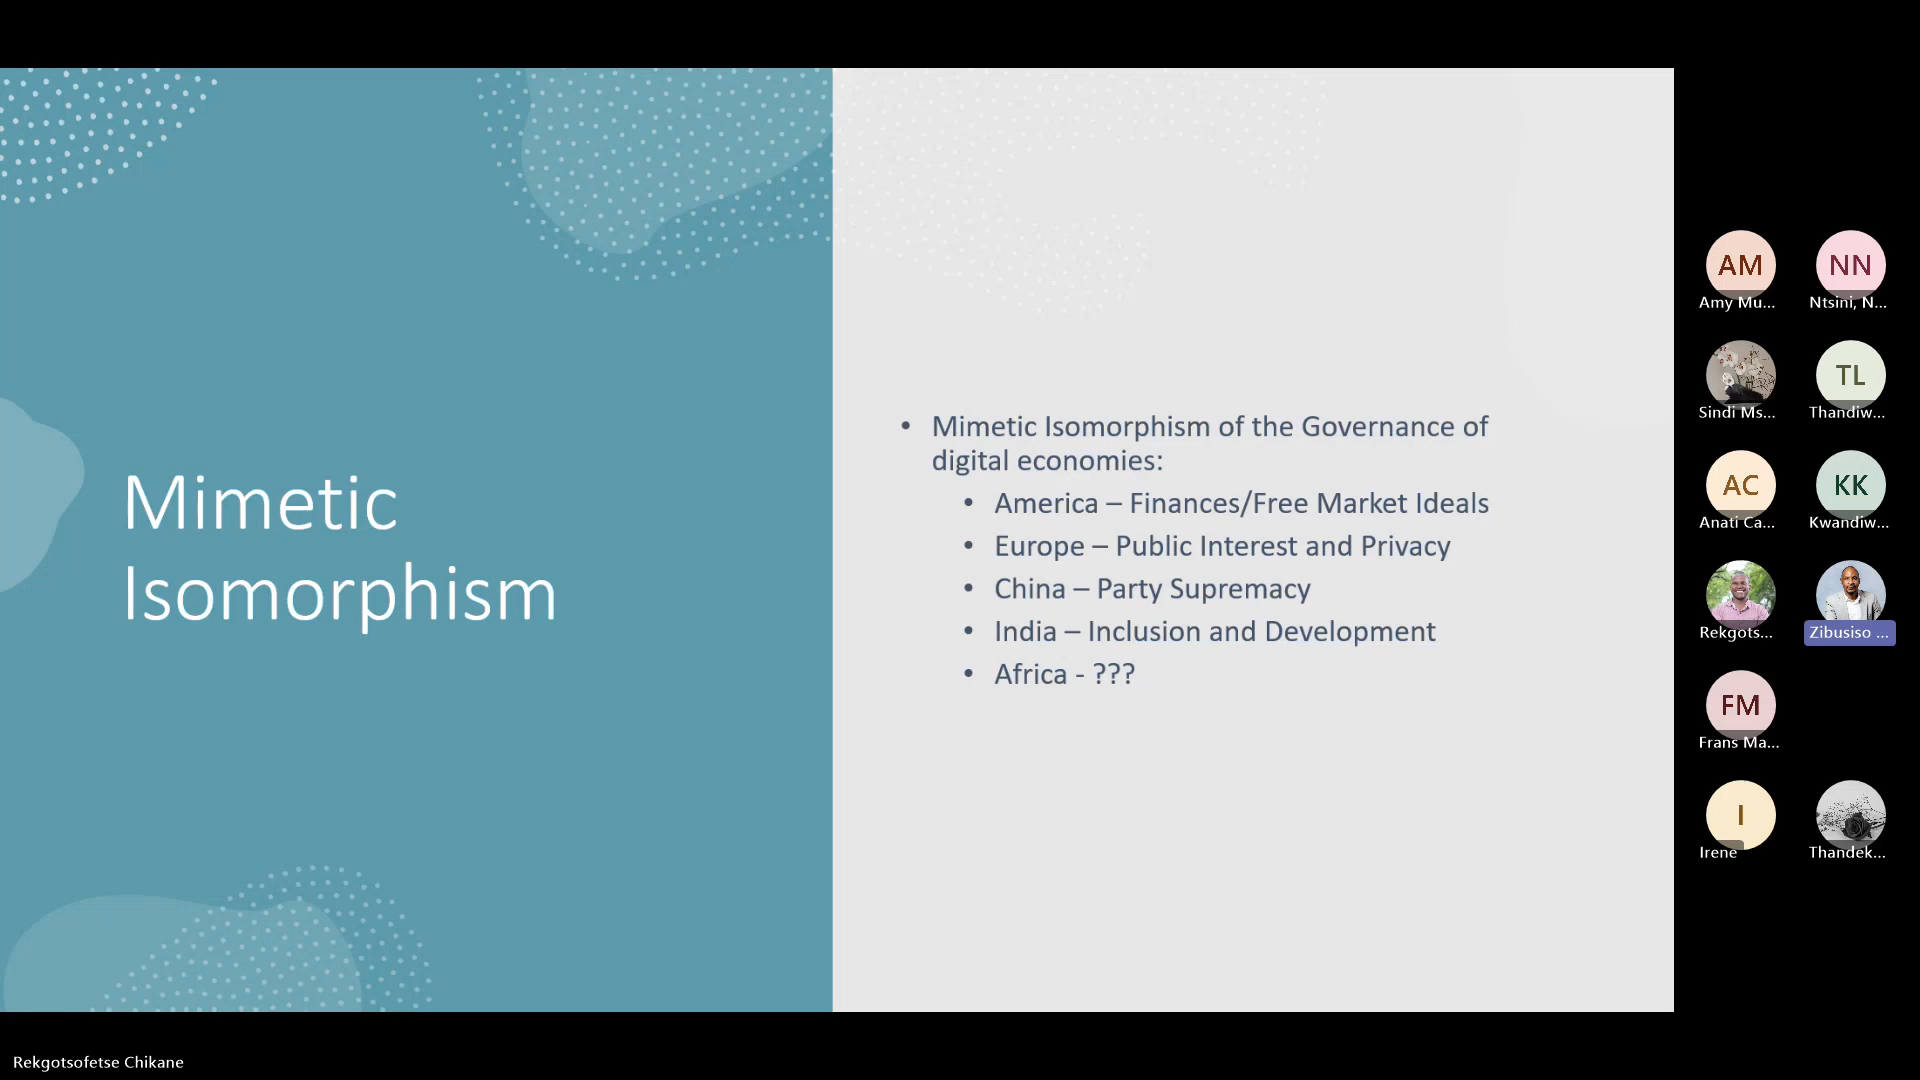 Mimetic
Isomorphism
• Mimetic Isomorphism of the Governance of
digital economies:
• America – Finances/Free Market Ideals
• Europe – Public Interest and Privacy
• China – Party Supremacy
• India – Inclusion and Development
• Africa - ???
AM
Amy Mu...
NN
Ntsini, N...
Sindi Ms...
TL
Thandiw...
AC
Anati Ca...
KK
Kwandiw...
Rekgots...
Zibusiso ...
FM
Frans Ma...
I
Irene
Thandek...
Rekgotsofetse Chikane